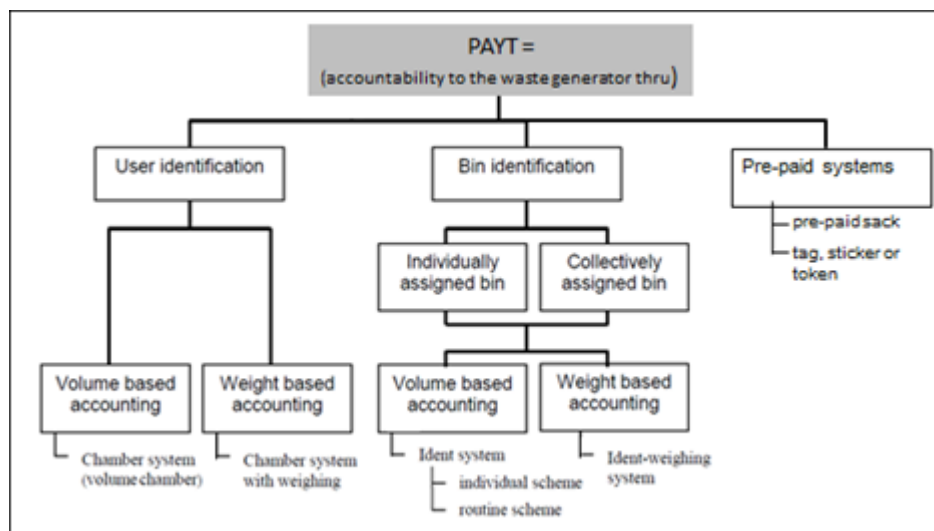 PAYT =
(accountability to the waste generator thru)
User identification
Bin identification
Pre-paid systems
pre-paid sack
tag, sticker or
token
Individually
assigned bin
Collectively
assigned bin
Volume based
accounting
Weight based
accounting
Volume based
accounting
Weight based
accounting
Chamber system
(volume chamber)
Chamber system
with weighing
Ident system
individual scheme
routine scheme
Ident-weighing
system